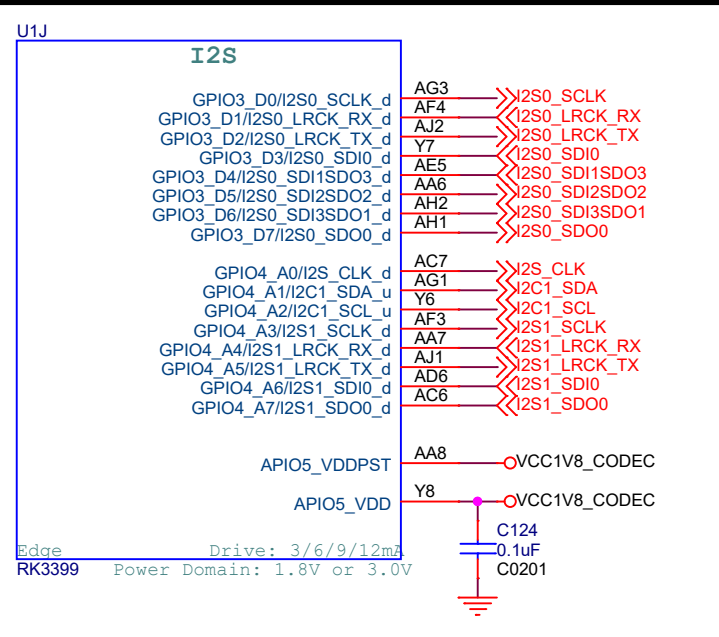 U1J
I2S
GPIO3_D0/I2S0_SCLK_d AG3 I2S0_SCLK
GPIO3_D1/I2S0_LRCK_RX_d AF4 I2S0_LRCK_RX
GPIO3_D2/I2S0_LRCK_TX_d AJ2 I2S0_LRCK_TX
GPIO3_D3/I2S0_SDI0_d Y7 I2S0_SDI0
GPIO3_D4/I2S0_SDI1SDO3_d AE5 I2S0_SDI1SDO3
GPIO3_D5/I2S0_SDI2SDO2_d AA6 I2S0_SDI2SDO2
GPIO3_D6/I2S0_SDI3SDO1_d AH2 I2S0_SDI3SDO1
GPIO3_D7/I2S0_SDO0_d AH1 I2S0_SDO0
GPIO4_A0/I2S_CLK_d AC7 I2S_CLK
GPIO4_A1/I2C1_SDA_u AG1 I2C1_SDA
GPIO4_A2/I2C1_SCL_u Y6 I2C1_SCL
GPIO4_A3/I2S1_SCLK_d AF3 I2S1_SCLK
GPIO4_A4/I2S1_LRCK_RX_d AA7 I2S1_LRCK_RX
GPIO4_A5/I2S1_LRCK_TX_d AJ1 I2S1_LRCK_TX
GPIO4_A6/I2S1_SDI0_d AD6 I2S1_SDI0
GPIO4_A7/I2S1_SDO0_d AC6 I2S1_SDO0
APIO5_VDDPST AA8 VCC1V8_CODEC
APIO5_VDD Y8 VCC1V8_CODEC
C124
Edge Drive: 3/6/9/12mA 0.1uF
RK3399 Power Domain: 1.8V or 3.0V C0201